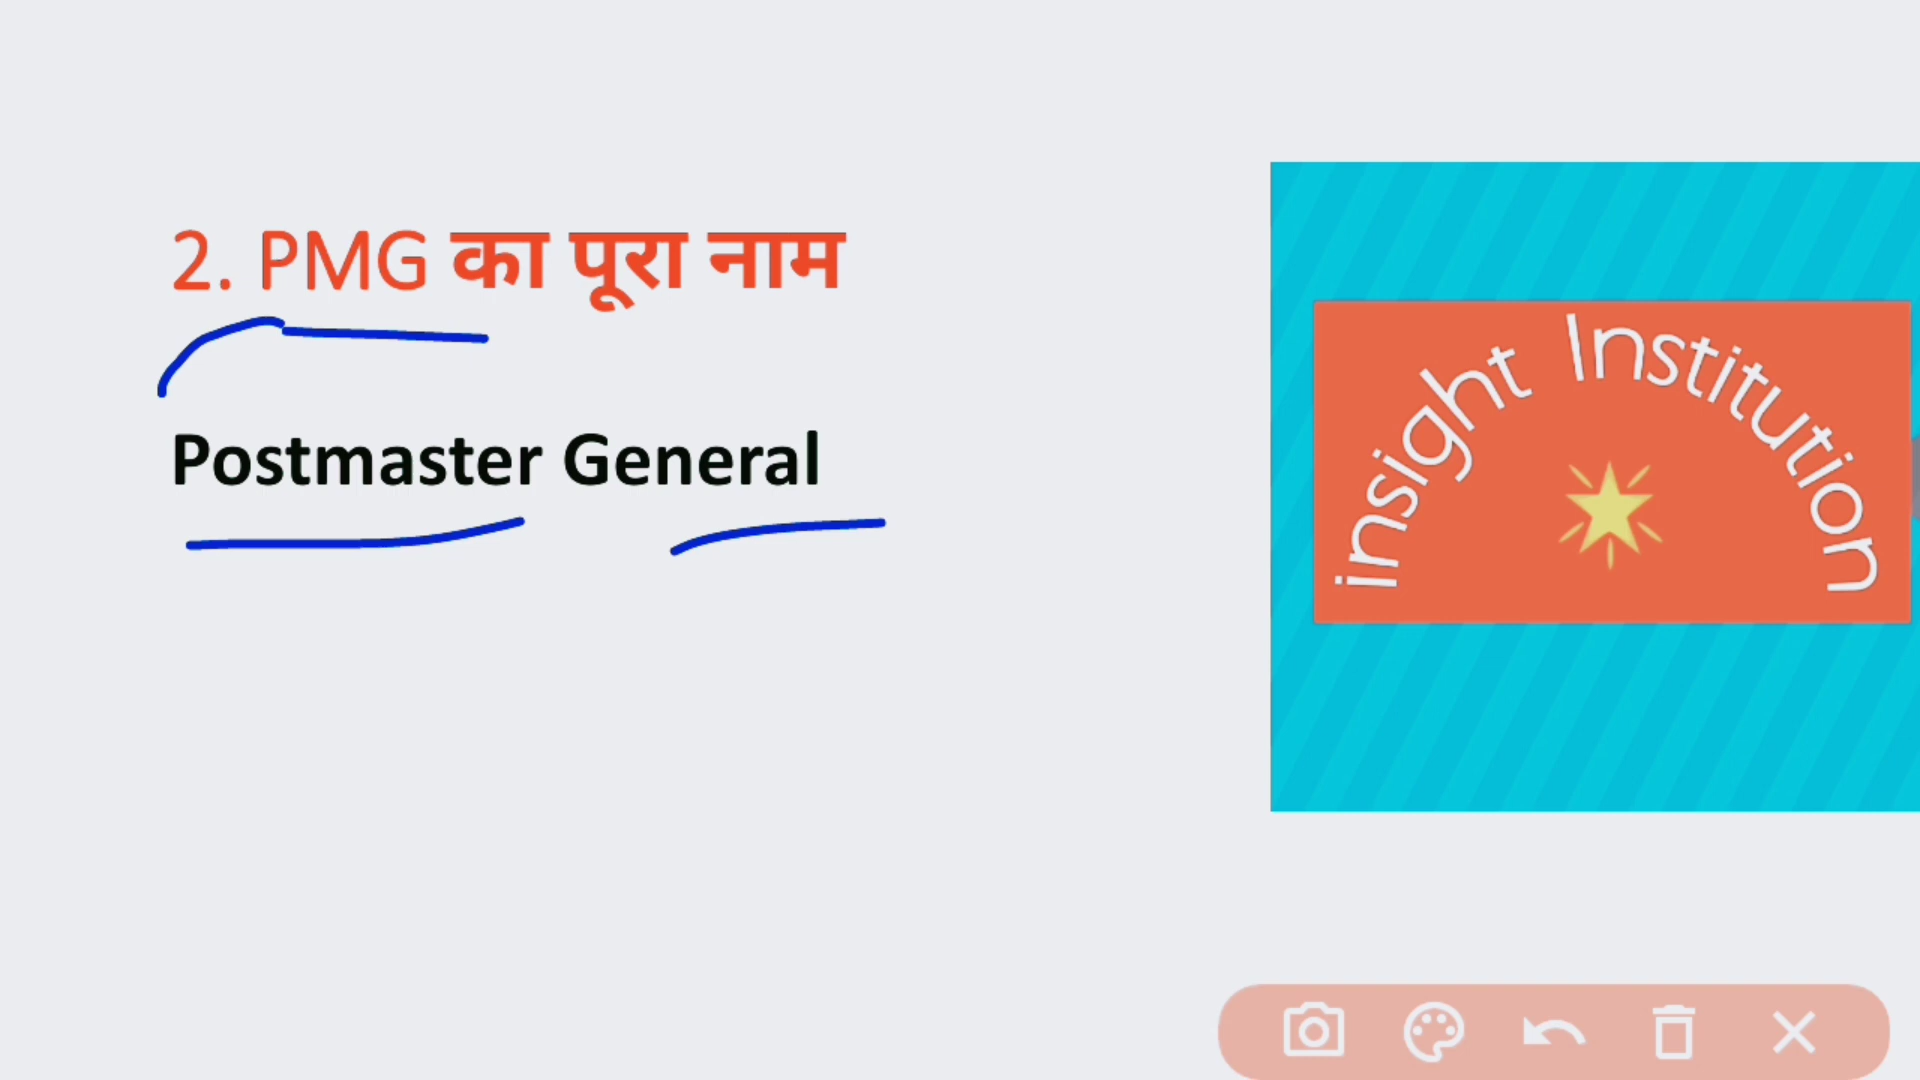 2. PMG का पूरा नाम
Postmaster General
insight Institution